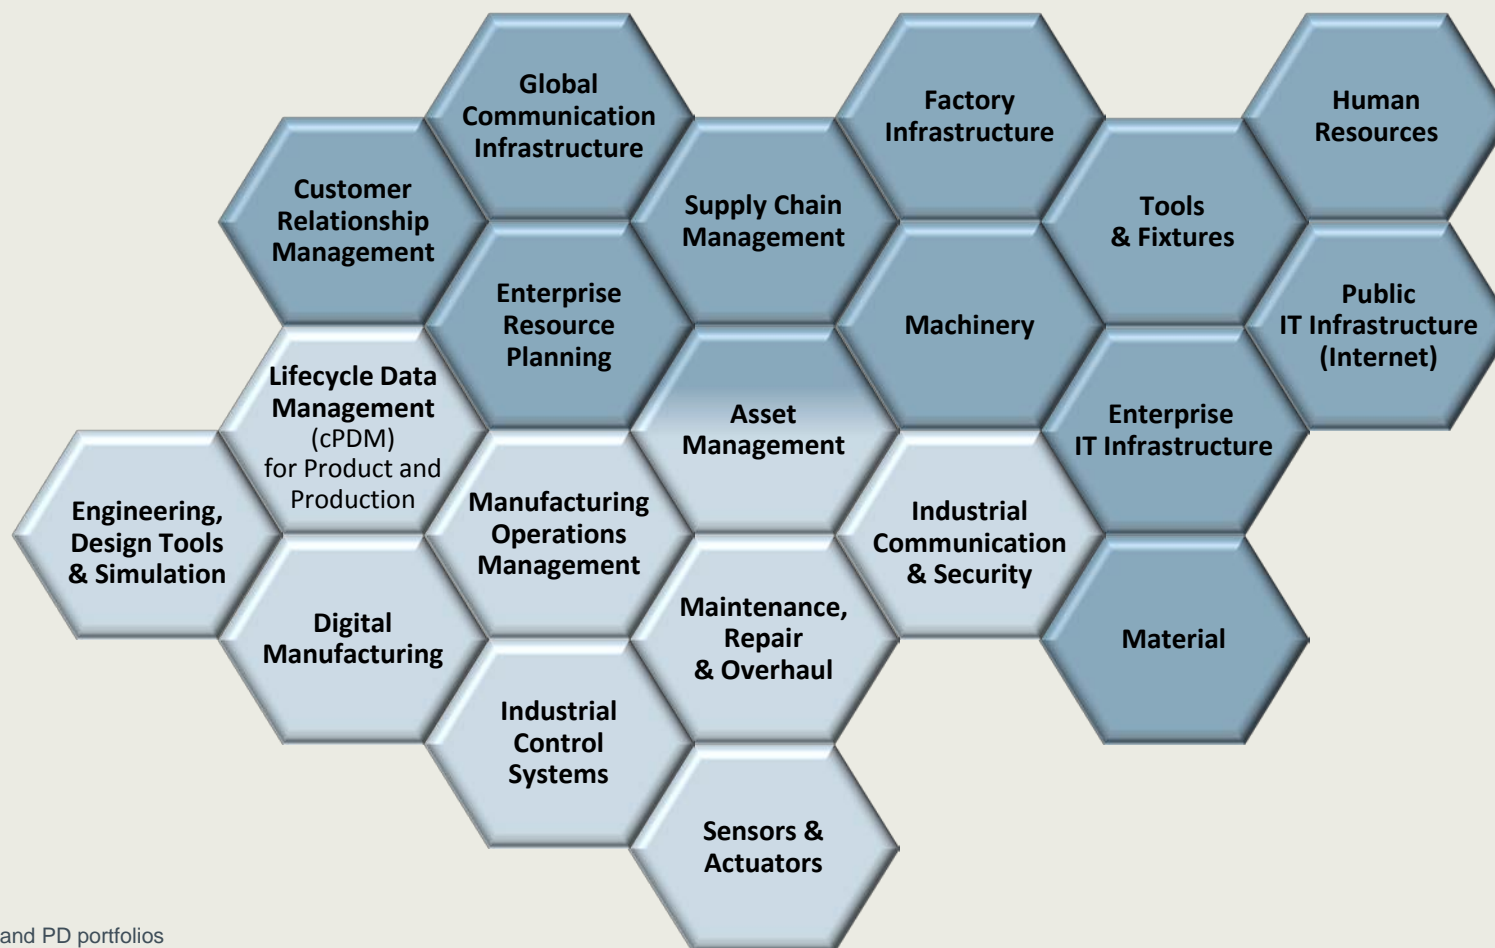 Global
Communication
Infrastructure
Factory
Infrastructure
Human
Resources
Customer
Relationship
Management
Supply Chain
Management
Tools
& Fixtures
Enterprise
Resource
Planning
Machinery
Public
IT Infrastructure
(Internet)
Lifecycle Data
Management
(cPDM)
for Product and
Production
Asset
Management
Enterprise
IT Infrastructure
Engineering,
Design Tools
& Simulation
Manufacturing
Operations
Management
Industrial
Communication
& Security
Digital
Manufacturing
Maintenance,
Repair
& Overhaul
Material
Industrial
Control
Systems
Sensors &
Actuators
and PD portfolios